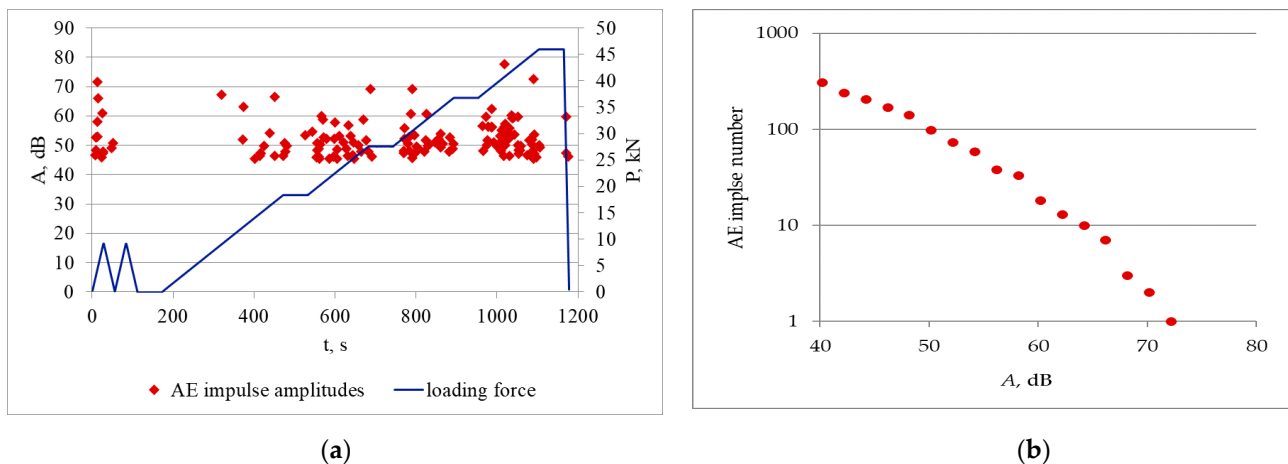 90
80
70
60
50
40
30
20
10
0
A, dB
50
45
40
35
30
25
20
15
10
5
0
P, kN
0 200 400 600 800 1000 1200
t, s
AE impulse amplitudes loading force
(a)
1000
100
10
1
AE implse number
40 50 60 70 80
A, dB
(b)